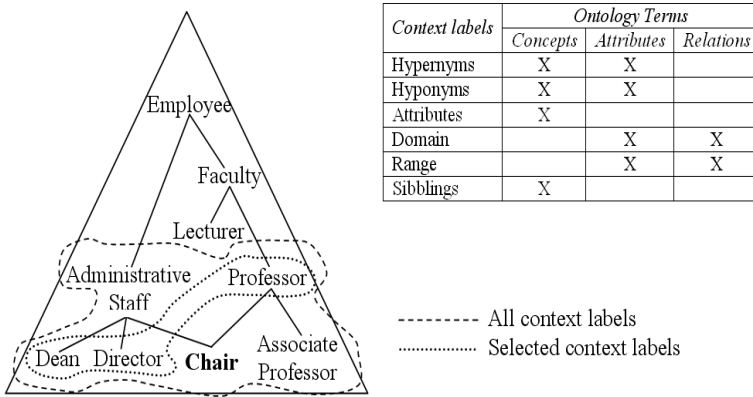 Employee
Faculty
Lecturer
Administrative
Staff
Professor
Dean
Director
Chair
Associate
Professor
Context labels
Ontology Terms
Concepts Attributes Relations
Hypernyms X X
Hyponyms X X
Attributes X
Domain X X
Range X X
Sibblings X
All context labels
Selected context labels